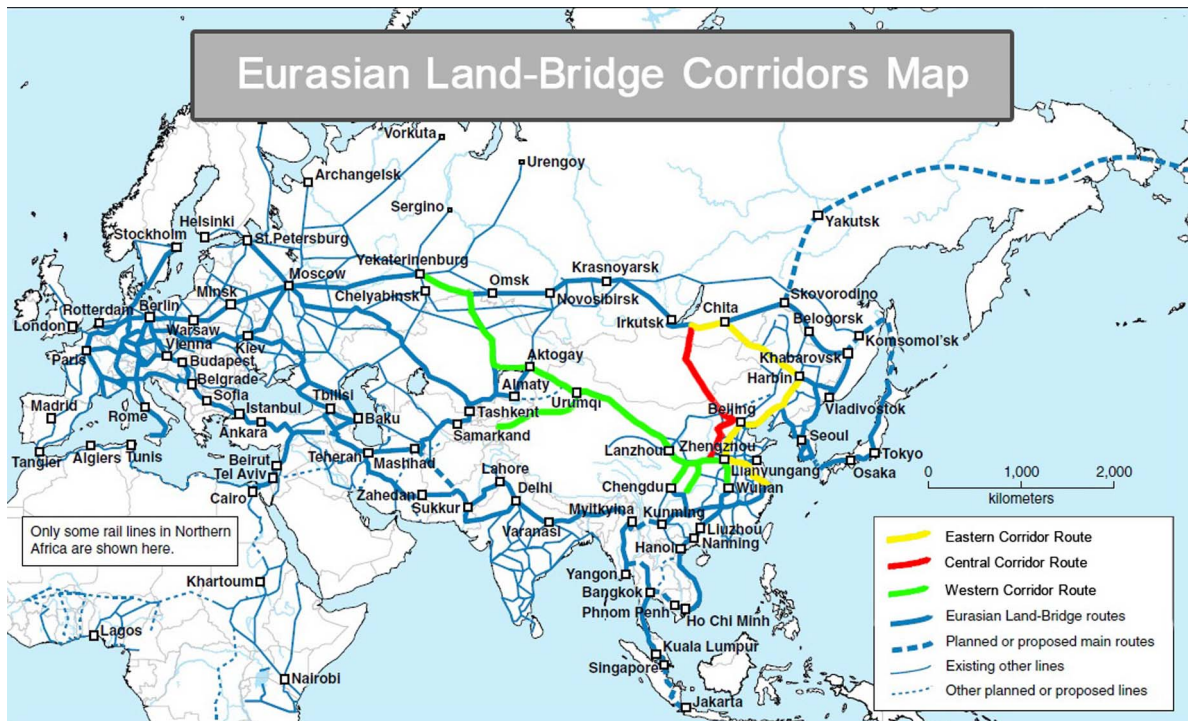 Eurasian Land-Bridge Corridors Map
Vorkuta
Urengoy
Archangelsk
Sergino
Yakutsk
Helsinki
Stockholm
St.Petersburg
Yekaterinenburg
Moscow
Omsk
Krasnoyarsk
Chelyabinsk
Novosibirsk
Skovorodino
Minsk
Berlin
Rotterdam
Chita
London
Warsaw
Irkutsk
Belogorsk
Komsomol'sk
Vienna
Kiev
Paris
Budapest
Aktogay
Khabarovsk
Belgrade
Almaty
Harbin
Sofia
Tbilisi
Urumqi
Madrid
Rome
Istanbul
Baku
Tashkent
Beijing
Vladivostok
Ankara
Samarkand
Seoul
Zhengzhou
Tangier
Algiers
Tunis
Beirut
Teheran
Mashhad
Lanzhou
Tokyo
Tel Aviv
Lahore
Lianyungang
Osaka
Cairo
Zahedan
Delhi
Chengdu
Wuhan
Sukkur
Myitkyina
Kunming
Varanasi
Liuzhou
Nanning
Hanoi
Yangon
Khartoum
Bangkok
Phnom Penh
Ho Chi Minh
Lagos
Kuala Lumpur
Singapore
Nairobi
Jakarta
Only some rail lines in Northern
Africa are shown here.
0 1,000 2,000
kilometers
Eastern Corridor Route
Central Corridor Route
Western Corridor Route
Eurasian Land-Bridge routes
Planned or proposed main routes
Existing other lines
Other planned or proposed lines